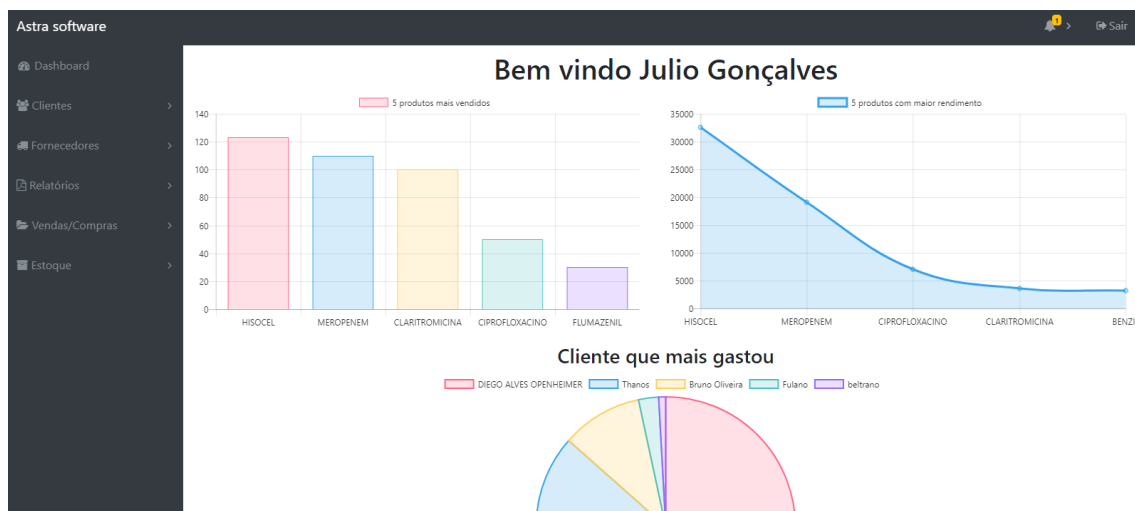 Astra software
1
Sair
Dashboard
Clientes
Fornecedores
Relatórios
Vendas/Compras
Estoque
Bem vindo Julio Gonçalves
5 produtos mais vendidos
140
120
100
80
60
40
20
0
HISOCEL MEROPENEM CLARITROMICINA CIPROFLOXACINO FLUMAZENIL
5 produtos com maior rendimento
35000
30000
25000
20000
15000
10000
5000
0
HISOCEL MEROPENEM CIPROFLOXACINO CLARITROMICINA BENZI
Cliente que mais gastou
DIEGO ALVES OPENHEIMER Thanos Bruno Oliveira Fulano beltrano